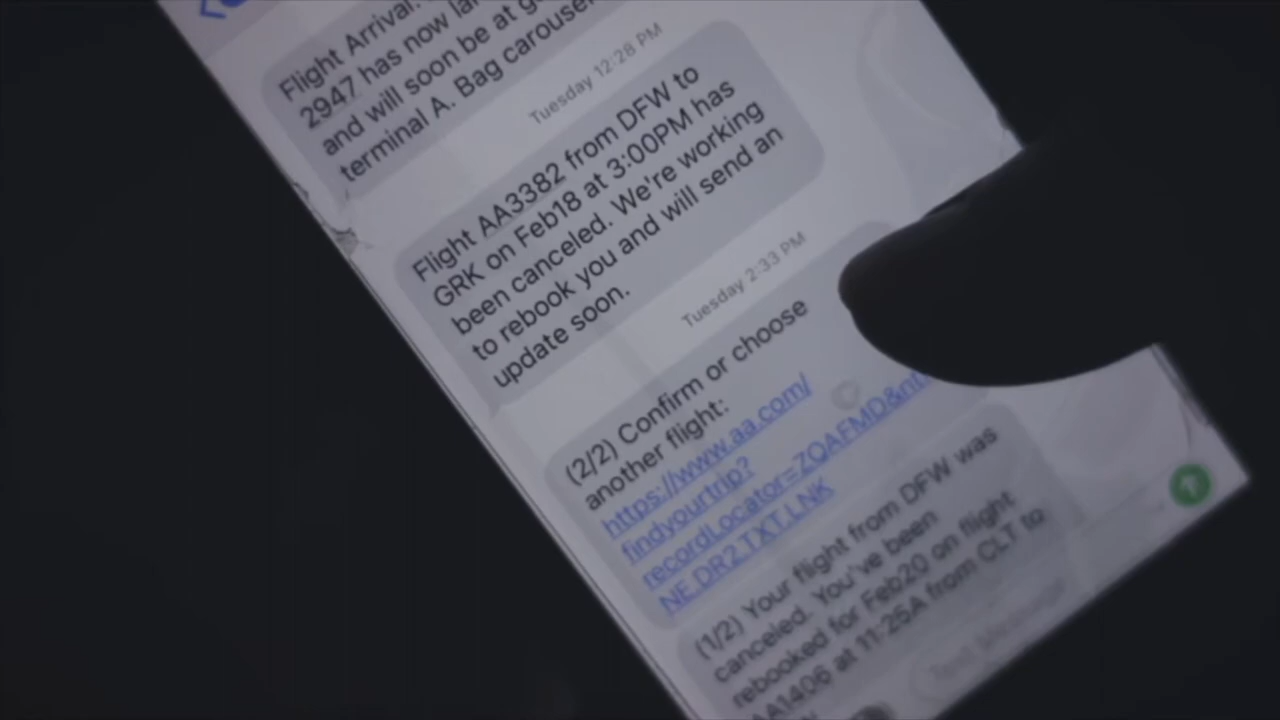 Flight Arrival.
2947 has now
and will soon be at
terminal A. Bag carousel
Tuesday 12:28 PM
Flight AA3382 from DFW to
GRK on Feb18 at 3:00PM has
been canceled. We're working
to rebook you and will send an
update soon.
Tuesday 2:33 PM
(2/2) Confirm or choose
another flight:
https://www.aa.com/
findyourtrip?
recordLocator=ZQAFMD&
NE.DR2.TXT.LNK
(1/2) Your flight from DFW was
canceled. You've been
rebooked for Feb20 on flight
AA1406 at 11:25A from CLT to
Text Message